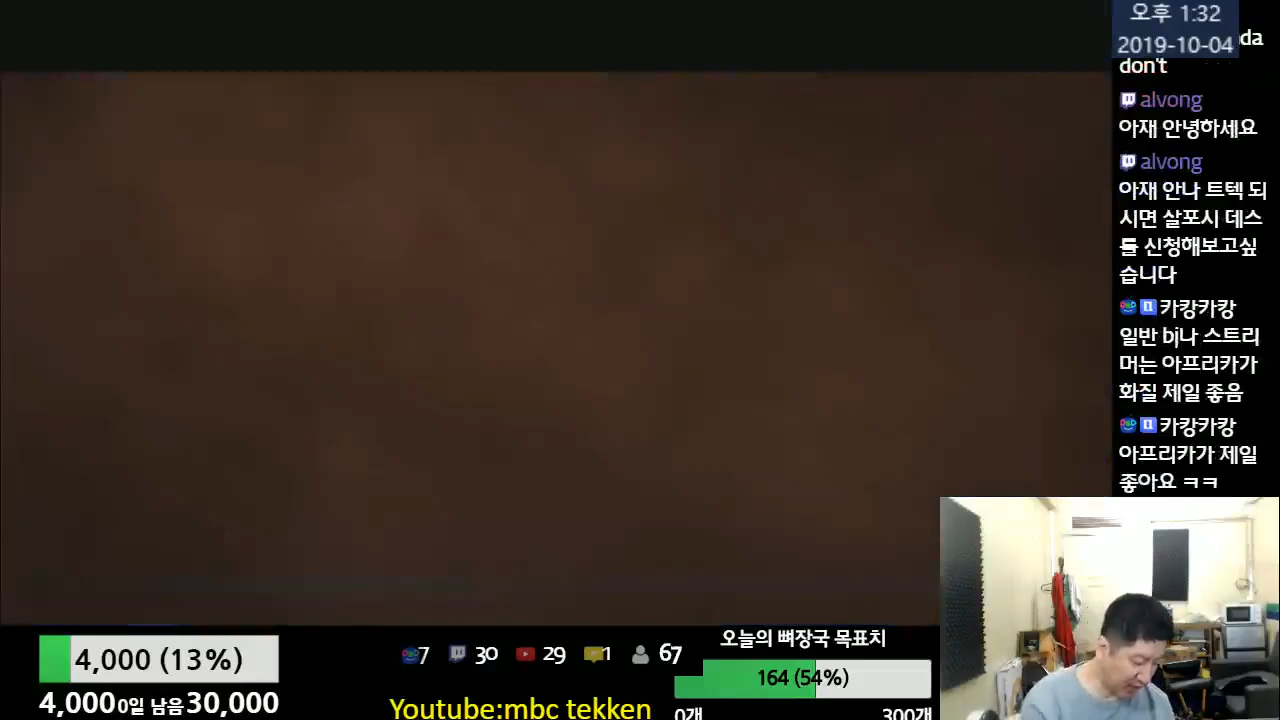 오후 1:32
2019-10-04
da
don't
alvong
아재 안녕하세요
alvong
아재 안나 트텍 되
시면 살포시 데스
틀 신청해보고싶
습니다
카캉카캉
일반 bj나 스트리
머는 아프리카가
화질 제일 좋음
카캉카캉
아프리카가 제일
좋아요 ㅋㅋ
4,000 (13%)
4,000 0일 남음 30,000
7 30 29 1 67
Youtube:mbc tekken
오늘의 뼈장국 목표치
164 (54%)
0개 300개